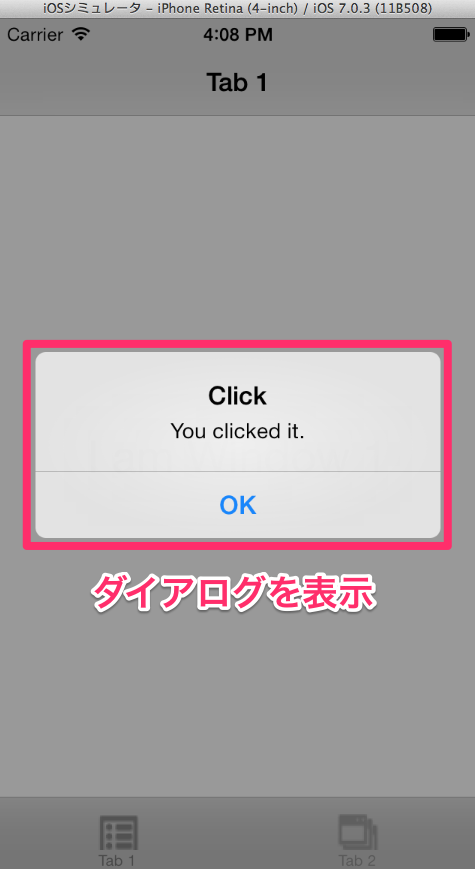 iOSシミュレータ – iPhone Retina (4-inch) / iOS 7.0.3 (11B508)
Carrier 4:08 PM
Tab 1
Click
You clicked it.
OK
ダイアログを表示
Tab 1 Tab 2